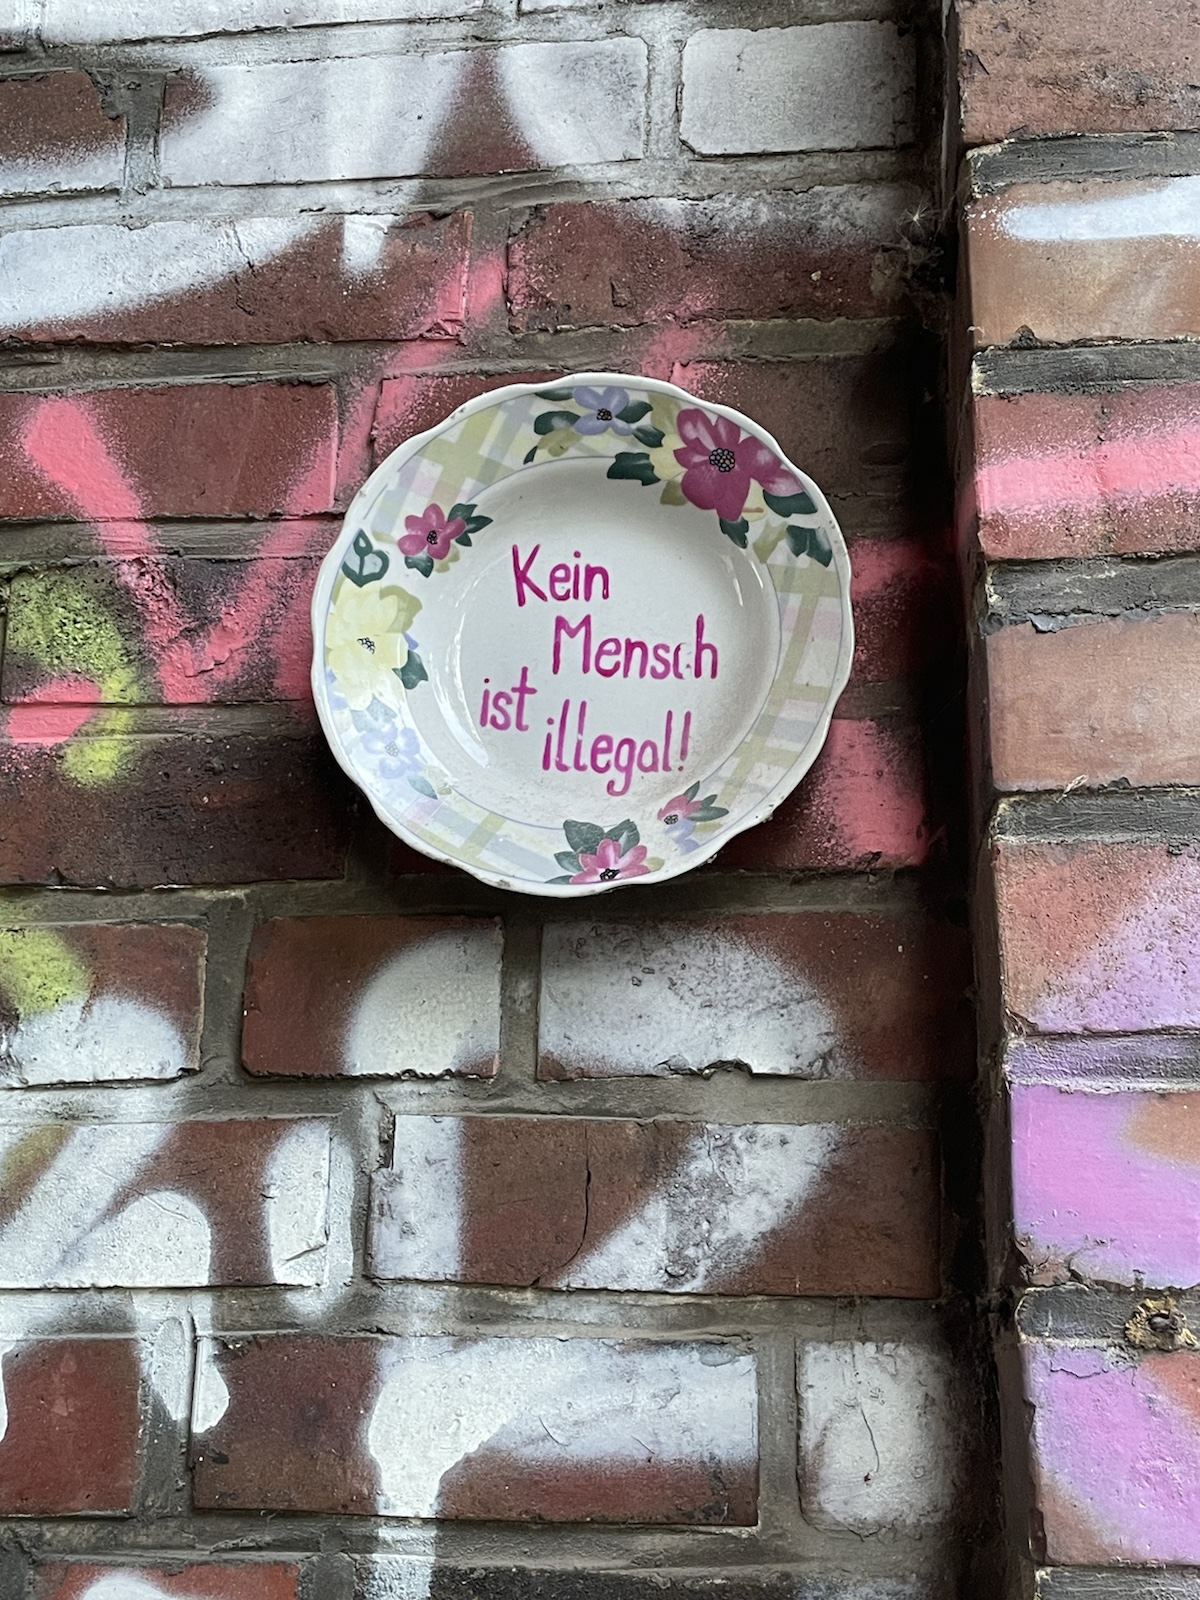 Kein
Mensch
ist
illegal!